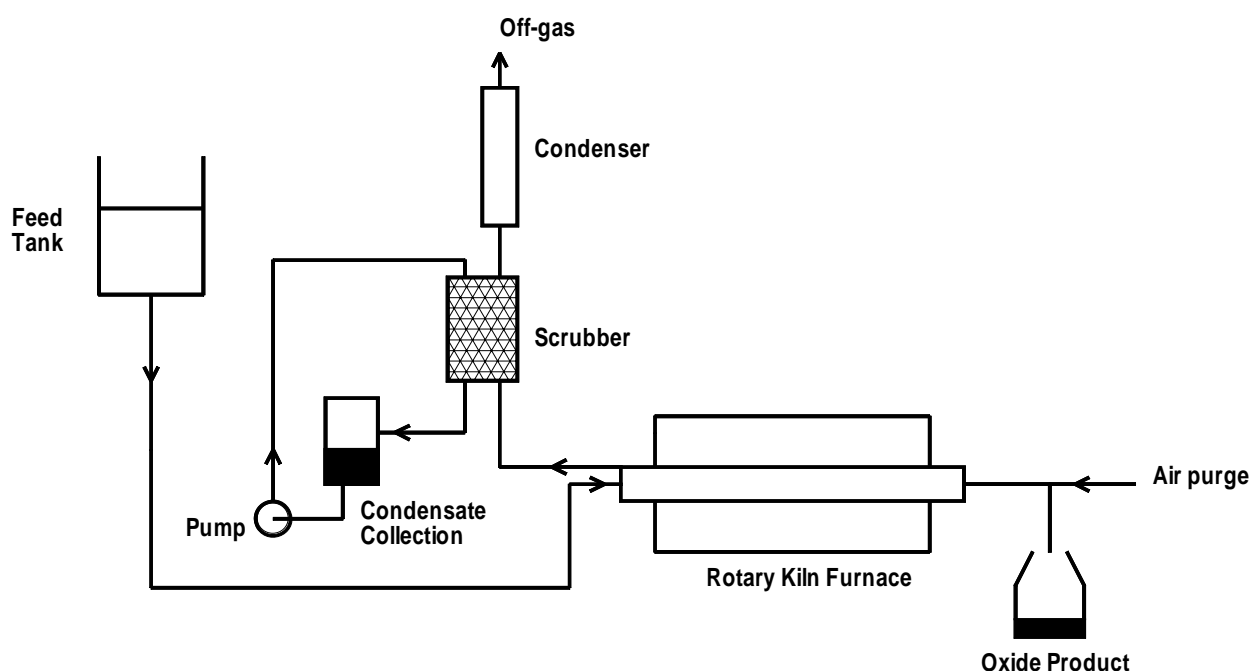 Off-gas
Condenser
Feed
Tank
Scrubber
Air purge
Pump
Condensate
Collection
Rotary Kiln Furnace
Oxide Product